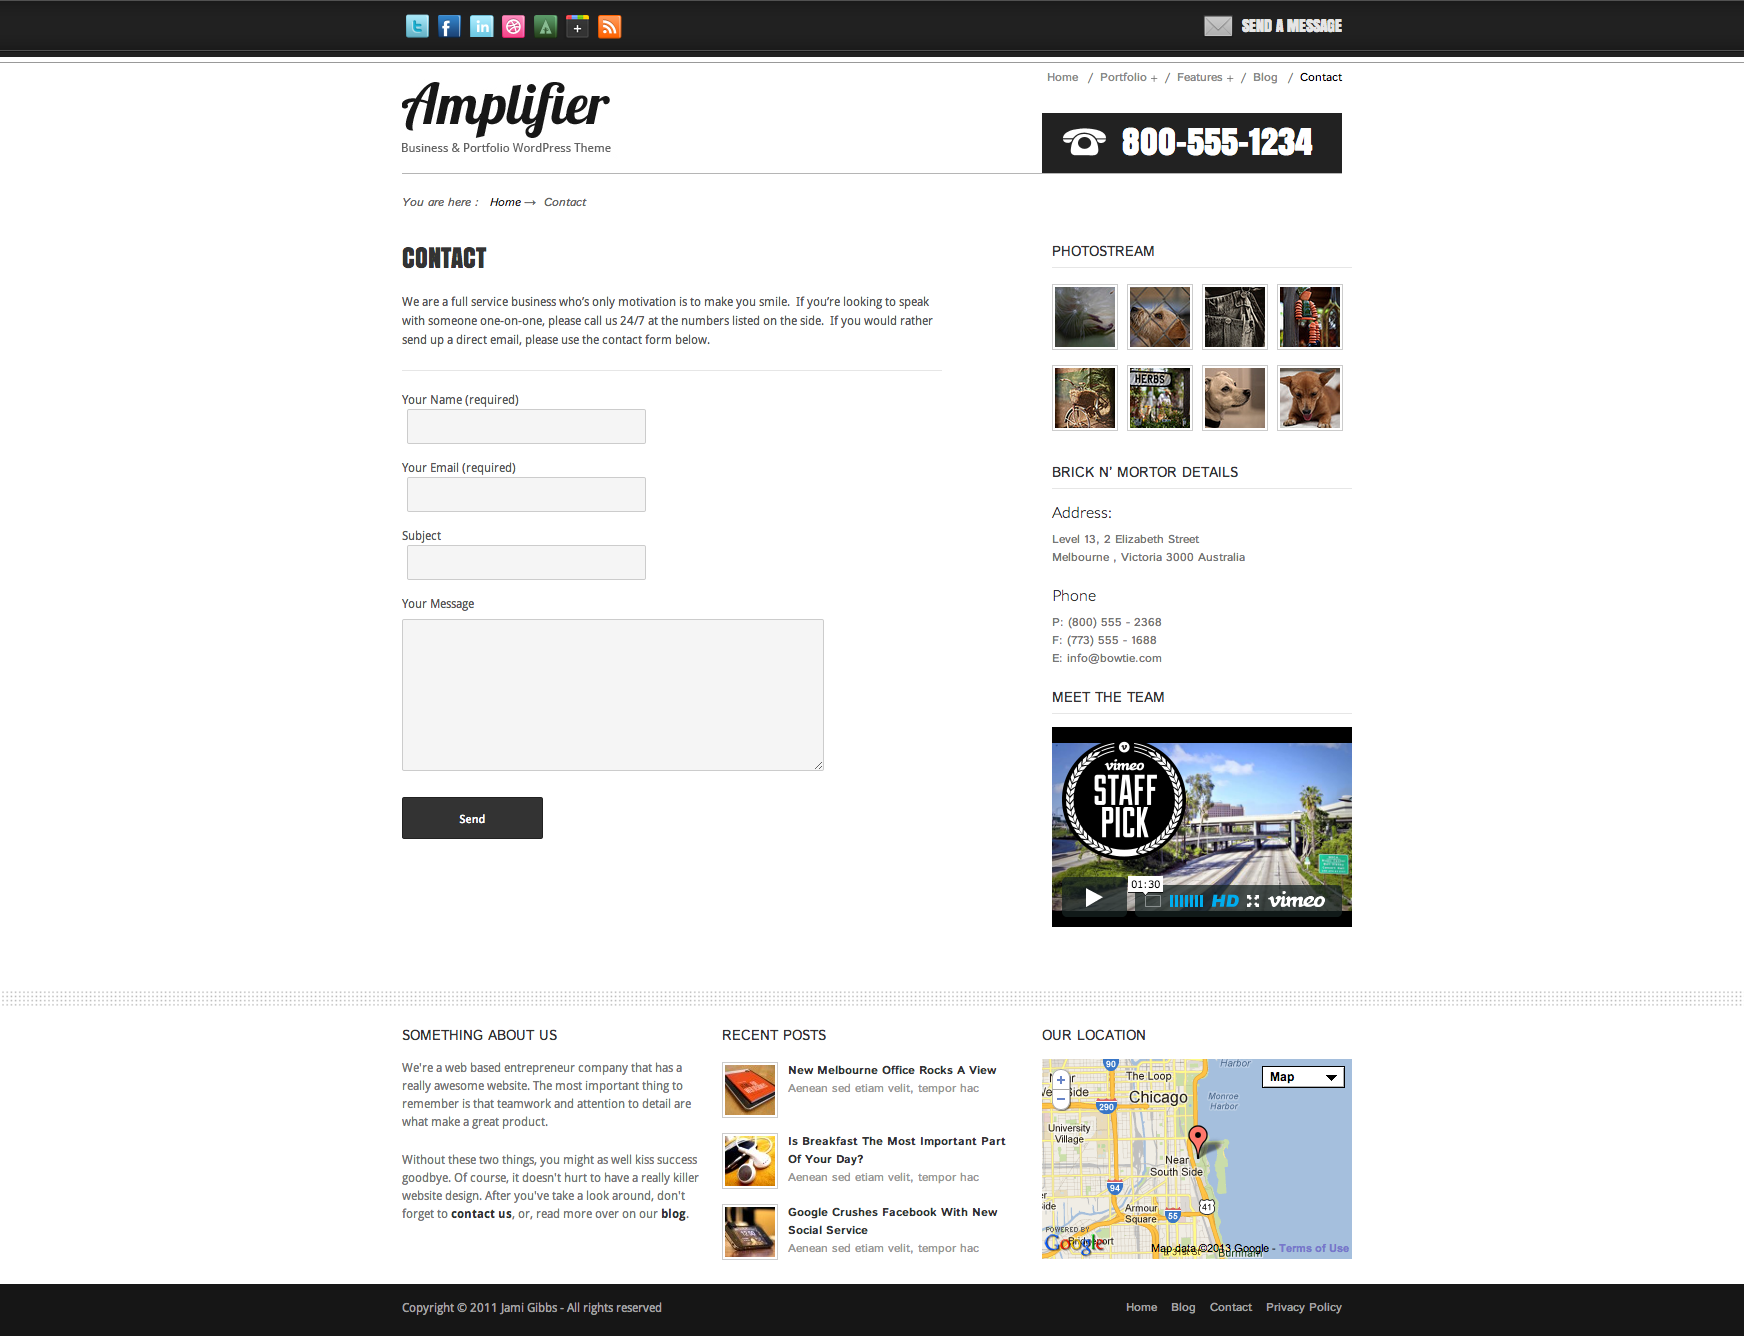 SEND A MESSAGE
Home / Portfolio + / Features + / Blog / Contact
Amplifier
Business & Portfolio WordPress Theme
800-555-1234
You are here : Home → Contact
CONTACT
We are a full service business who’s only motivation is to make you smile. If you’re looking to speak
with someone one-on-one, please call us 24/7 at the numbers listed on the side. If you would rather
send up a direct email, please use the contact form below.
Your Name (required)
Your Email (required)
Subject
Your Message
Send
PHOTOSTREAM
HERBS
BRICK N' MORTOR DETAILS
Address:
Level 13, 2 Elizabeth Street
Melbourne , Victoria 3000 Australia
Phone
P: (800) 555 - 2368
F: (773) 555 - 1688
E: info@bowtie.com
MEET THE TEAM
vimeo
STAFF
PICK
01:30
HD vimeo
SOMETHING ABOUT US
We're a web based entrepreneur company that has a
really awesome website. The most important thing to
remember is that teamwork and attention to detail are
what make a great product.
Without these two things, you might as well kiss success
goodbye. Of course, it doesn't hurt to have a really killer
website design. After you've take a look around, don't
forget to contact us, or, read more over on our blog.
RECENT POSTS
New Melbourne Office Rocks A View
Aenean sed etiam velit, tempor hac
Is Breakfast The Most Important Part
Of Your Day?
Aenean sed etiam velit, tempor hac
Google Crushes Facebook With New
Social Service
Aenean sed etiam velit, tempor hac
OUR LOCATION
90
Harbor
The Loop
Map
Chicago
Monroe
Harbor
290
University
Village
Near
South Side
94
41
Armour
Square
55
POWERED BY
Google
Map data ©2013 Google - Terms of Use
Burnham
Copyright © 2011 Jami Gibbs - All rights reserved
Home Blog Contact Privacy Policy